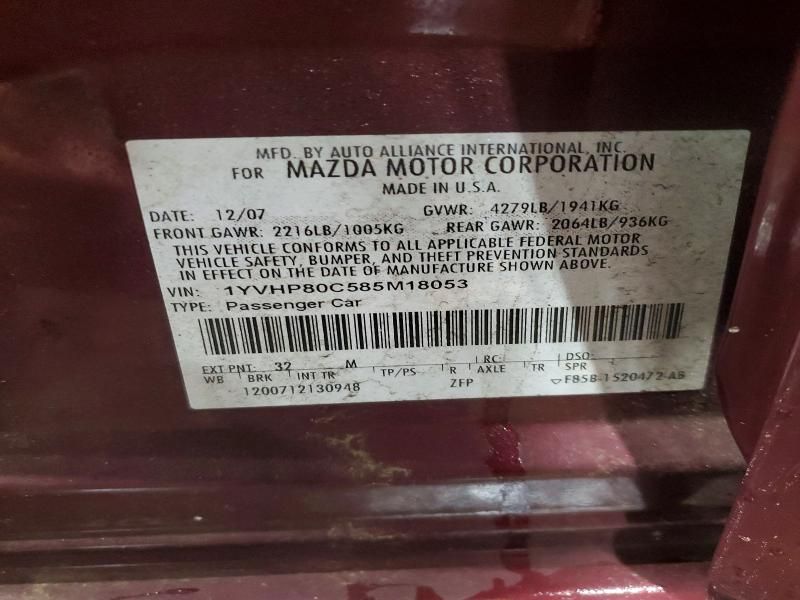 MFD. BY AUTO ALLIANCE INTERNATIONAL, INC.
FOR MAZDA MOTOR CORPORATION
MADE IN U.S.A.
DATE: 12/07 GVWR: 4279LB/1941KG
FRONT GAWR: 2216LB/1005KG REAR GAWR: 2064LB/936KG
THIS VEHICLE CONFORMS TO ALL APPLICABLE FEDERAL MOTOR
VEHICLE SAFETY, BUMPER, AND THEFT PREVENTION STANDARDS
IN EFFECT ON THE DATE OF MANUFACTURE SHOWN ABOVE.
VIN: 1YVHP80C585M18053
TYPE: Passenger Car
EXT PNT: 32 M RC: DSO:
WB BRK INT TR TP/PS R AXLE TR SPR
1200712130948 ZFP F85B-1520472-AB